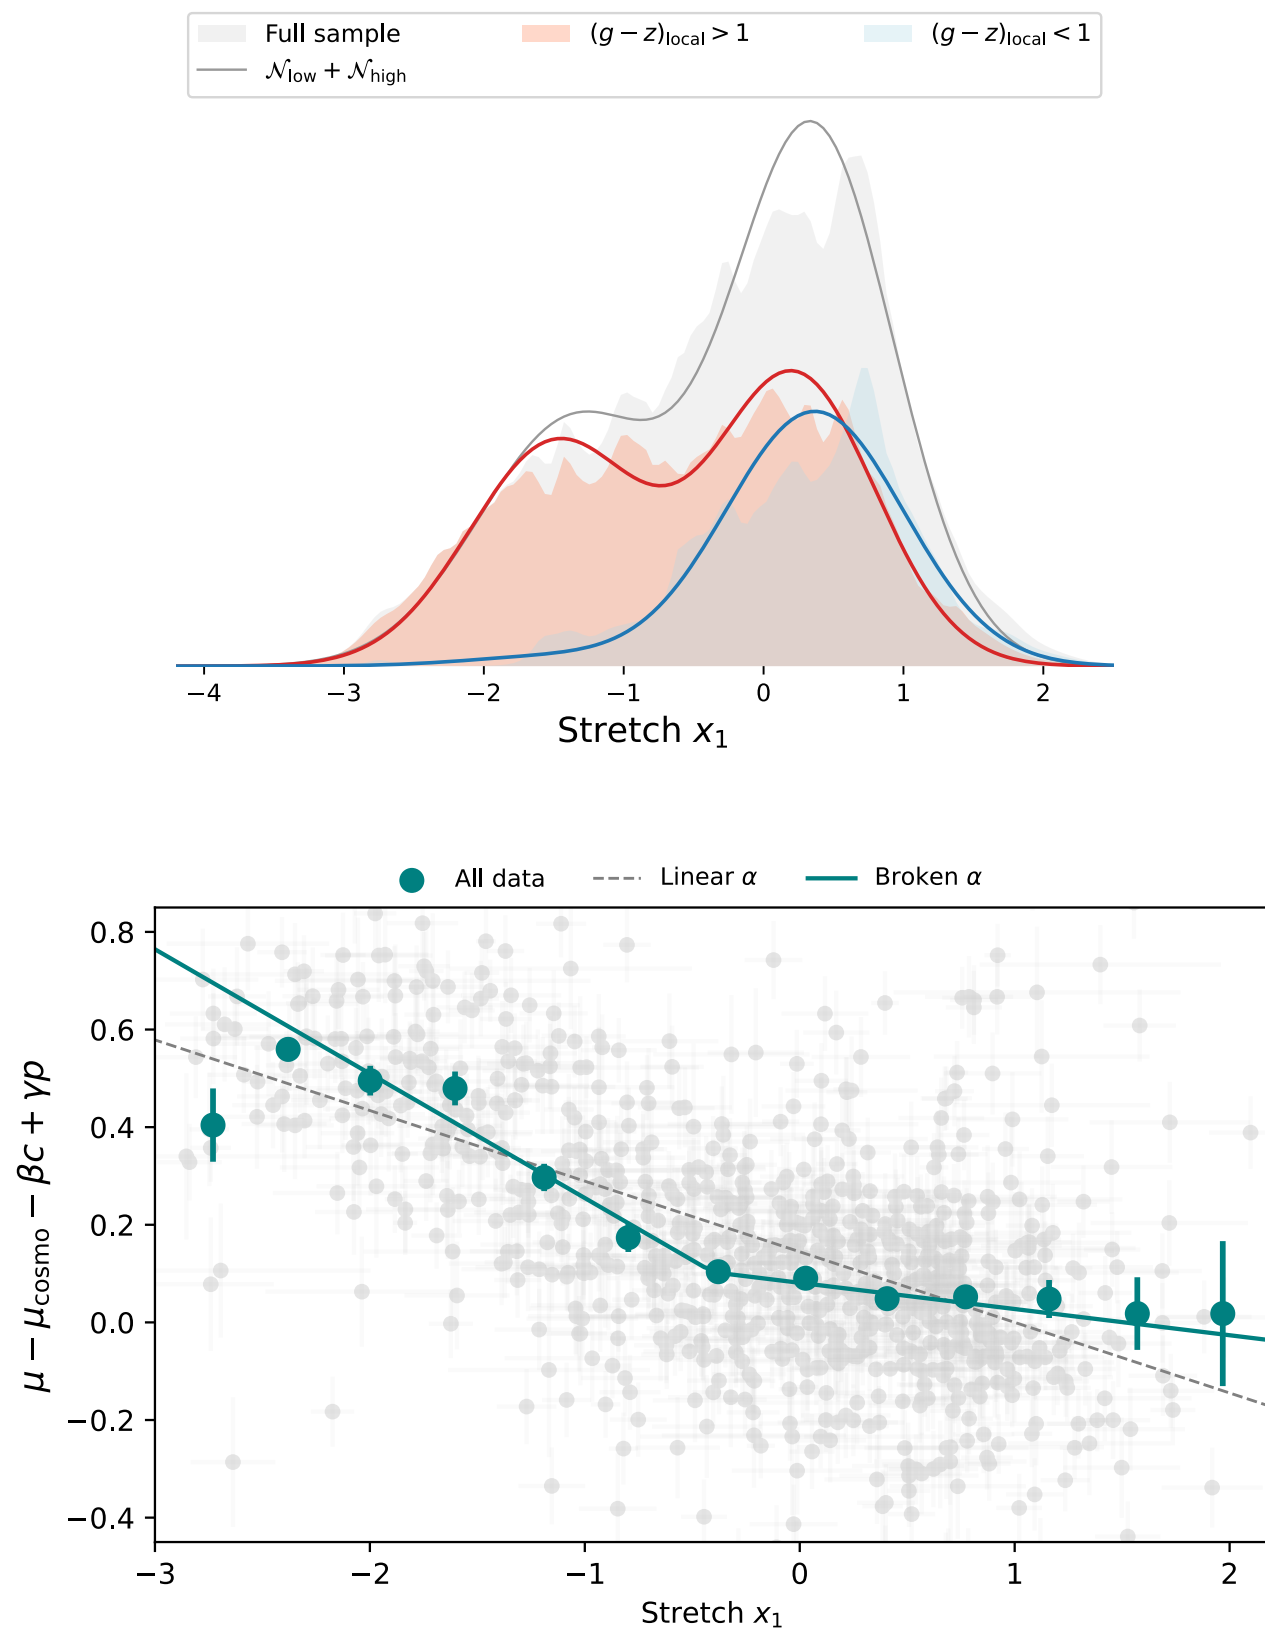 Full sample (g − z)local > 1 (g − z)local < 1
𝒩low + 𝒩high
−4 −3 −2 −1 0 1 2
Stretch x1
All data Linear α Broken α
0.8
0.6
0.4
0.2
0.0
−0.2
−0.4
μ − μcosmo − βc + γp
−3 −2 −1 0 1 2
Stretch x1